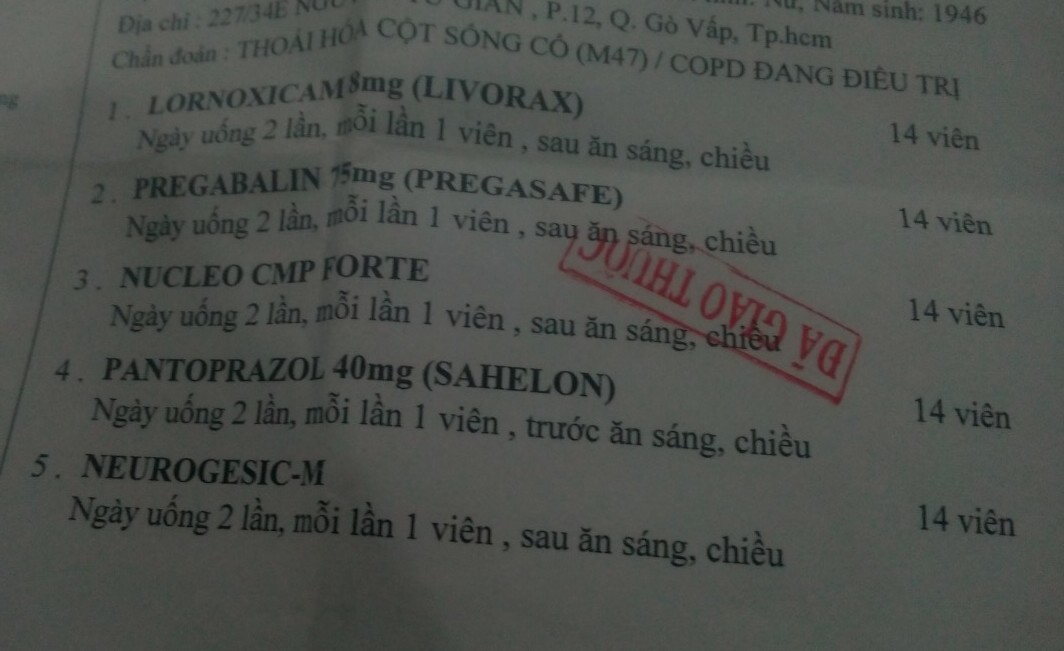 Nữ, Năm sinh: 1946
Địa chỉ : 227/34E GIAN , P.12, Q. Gò Vấp, Tp.hcm
Chẩn đoán : THOÁI HÓA CỘT SỐNG CỔ (M47) / COPD ĐANG ĐIỀU TRỊ
1 . LORNOXICAM 8mg (LIVORAX) 14 viên
Ngày uống 2 lần, mỗi lần 1 viên , sau ăn sáng, chiều
2 . PREGABALIN 75mg (PREGASAFE) 14 viên
Ngày uống 2 lần, mỗi lần 1 viên , sau ăn sáng, chiều
3 . NUCLEO CMP FORTE 14 viên
Ngày uống 2 lần, mỗi lần 1 viên , sau ăn sáng, chiều
ĐÃ GIAO THUỐC
4 . PANTOPRAZOL 40mg (SAHELON) 14 viên
Ngày uống 2 lần, mỗi lần 1 viên , trước ăn sáng, chiều
5 . NEUROGESIC-M 14 viên
Ngày uống 2 lần, mỗi lần 1 viên , sau ăn sáng, chiều